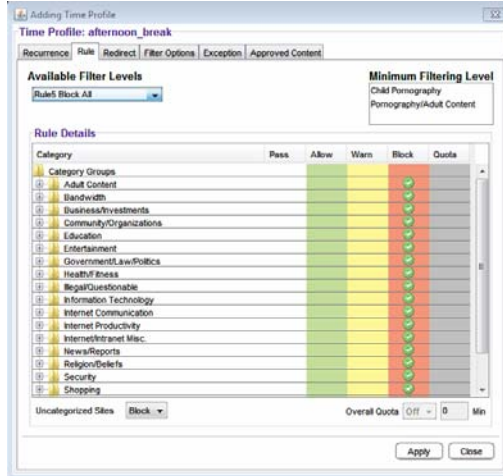 Adding Time Profile
Time Profile: afternoon_break
Recurrence Rule Redirect Filter Options Exception Approved Content
Available Filter Levels
Minimum Filtering Level
Rule5 Block All
Child Pornography
Pornography/Adult Content
Rule Details
Category Pass Allow Warn Block Quota
Category Groups
Adult Content
Bandwidth
Business/Investments
Community/Organizations
Education
Entertainment
Government/Law/Politics
Health/Fitness
Illegal/Questionable
Information Technology
Internet Communication
Internet Productivity
Internet/Intranet Misc.
News/Reports
Religion/Beliefs
Security
Shopping
Uncategorized Sites Block Overall Quota Off 0 Min
Apply Close